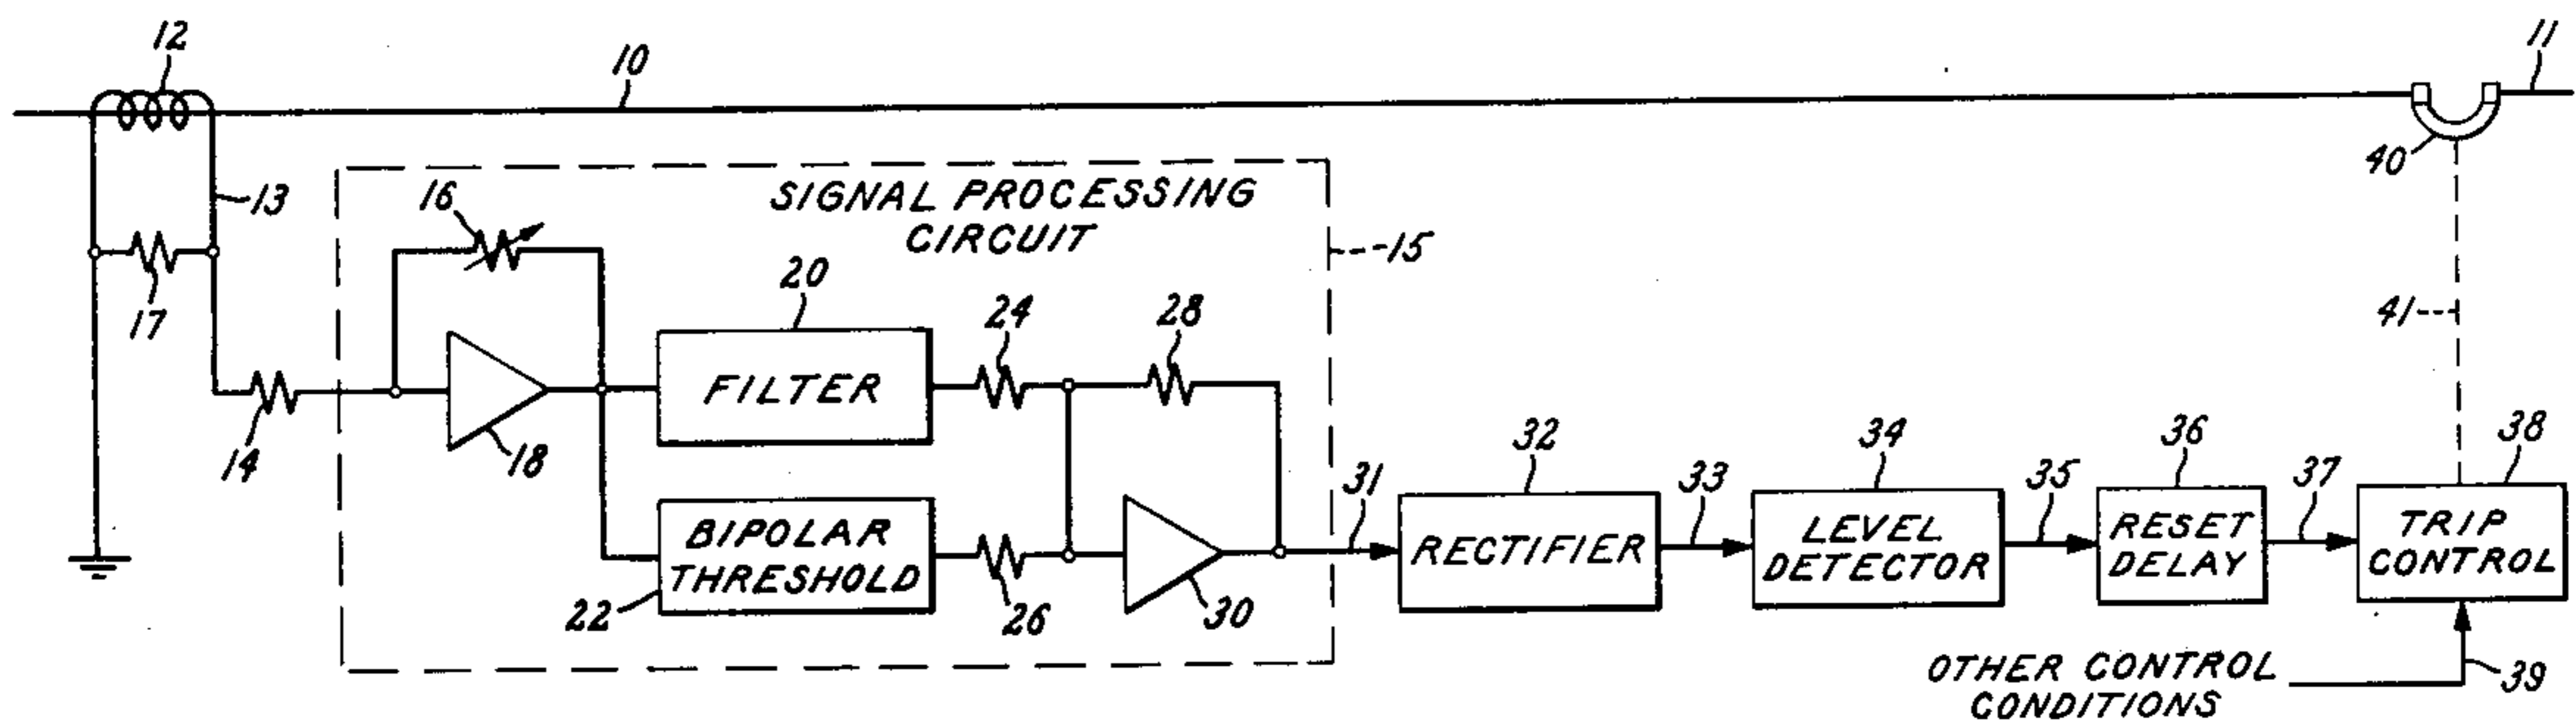 12
10
11
40
13
16
SIGNAL PROCESSING
CIRCUIT
15
17
20
24
28
41
FILTER
14
18
32
34
36
38
31
33
35
37
BIPOLAR
THRESHOLD
22
26
30
RECTIFIER
LEVEL
DETECTOR
RESET
DELAY
TRIP
CONTROL
OTHER CONTROL
CONDITIONS
39